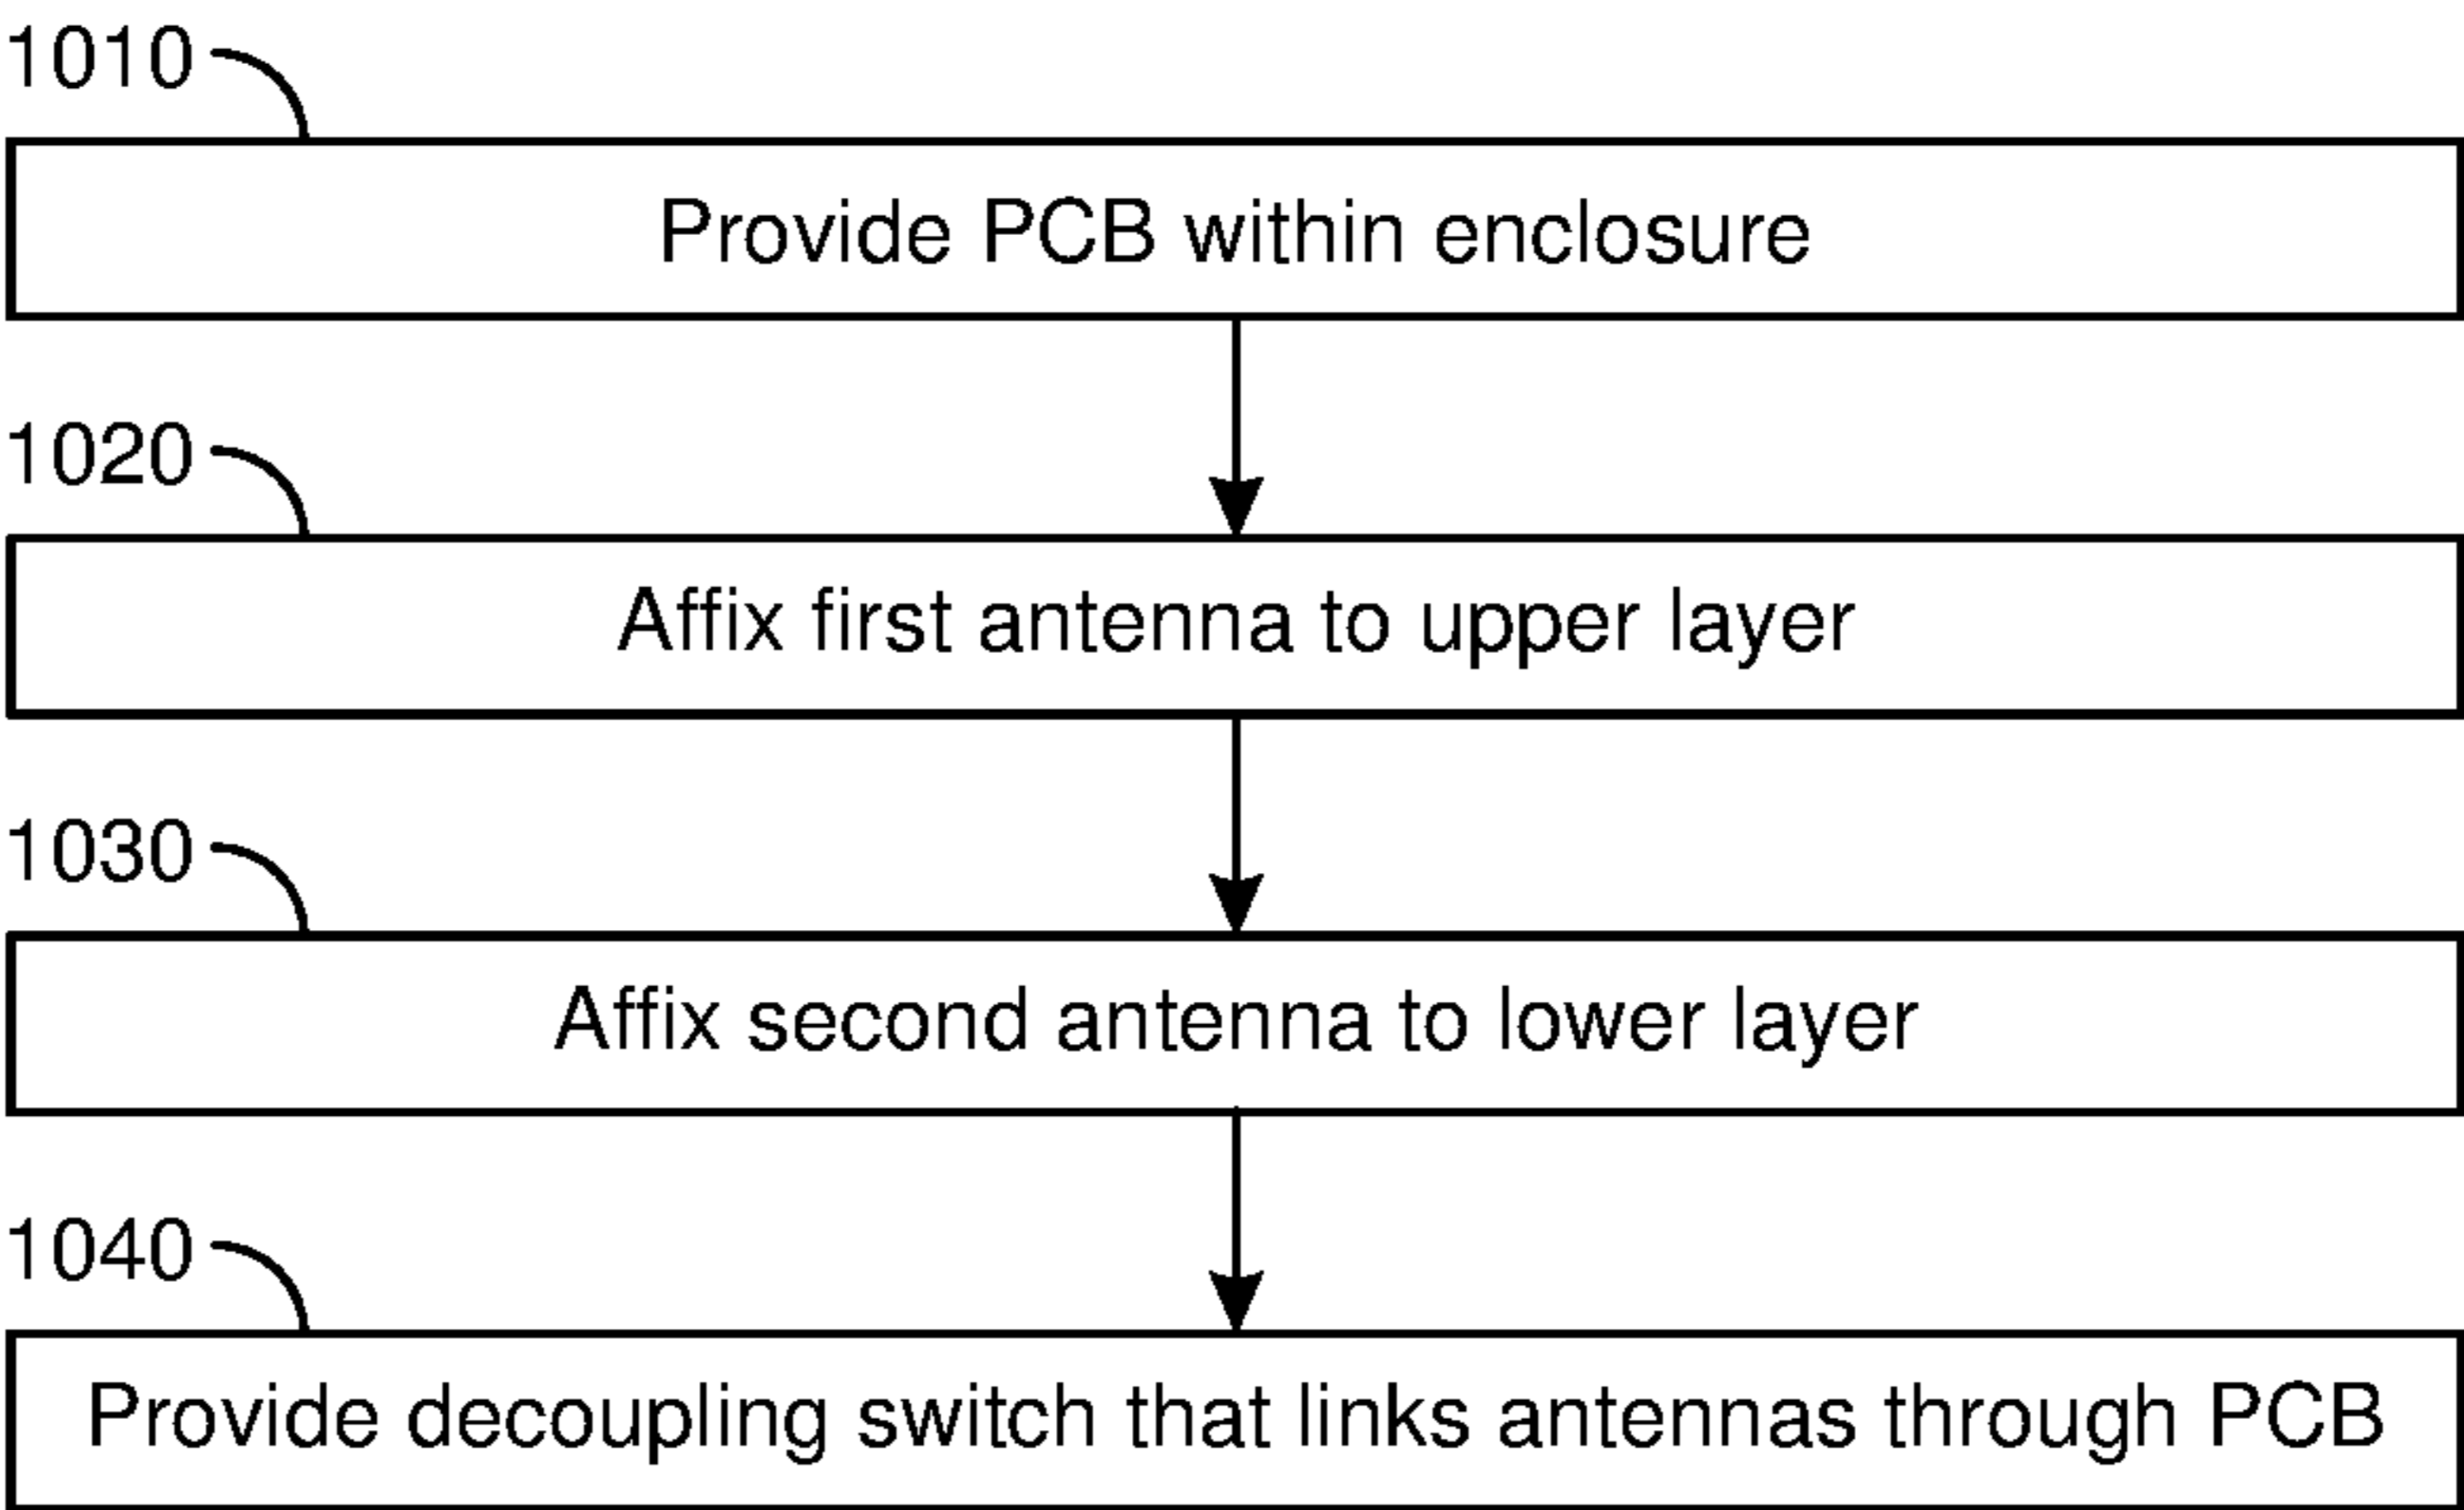 1010
Provide PCB within enclosure
1020
Affix first antenna to upper layer
1030
Affix second antenna to lower layer
1040
Provide decoupling switch that links antennas through PCB